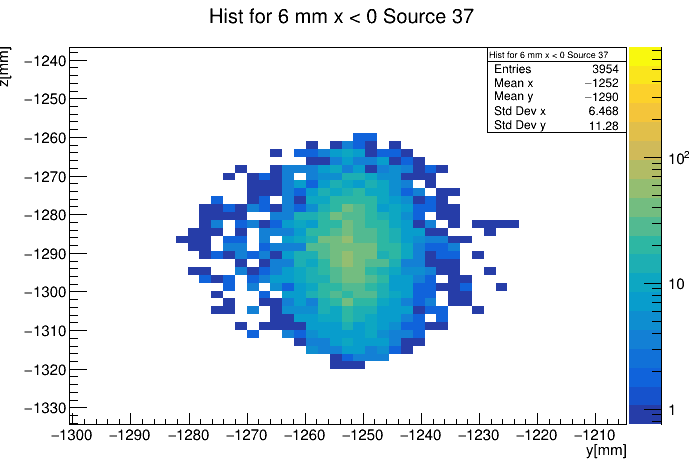 Hist for 6 mm x < 0 Source 37
z[mm]
−1240
−1250
−1260
−1270
−1280
−1290
−1300
−1310
−1320
−1330
Hist for 6 mm x < 0 Source 37
Entries 3954
Mean x −1252
Mean y −1290
Std Dev x 6.468
Std Dev y 11.28
10²
10
1
−1300 −1290 −1280 −1270 −1260 −1250 −1240 −1230 −1220 −1210
y[mm]